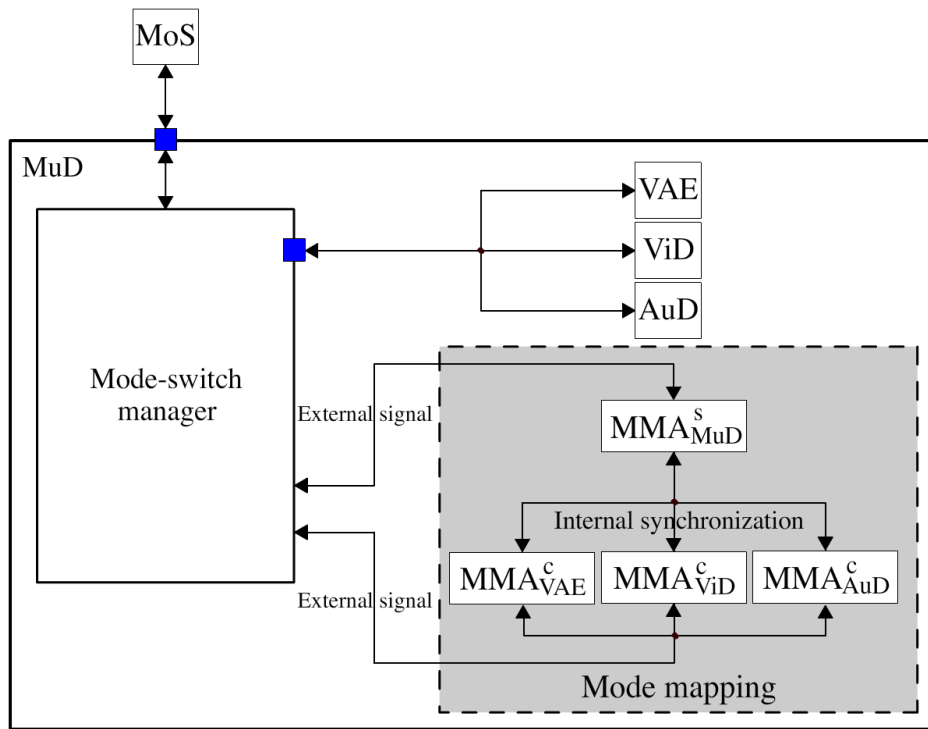 MoS
MuD
VAE
ViD
AuD
Mode-switch
manager
External signal
MMA^s_MuD
Internal synchronization
MMA^c_VAE
MMA^c_ViD
MMA^c_AuD
External signal
Mode mapping